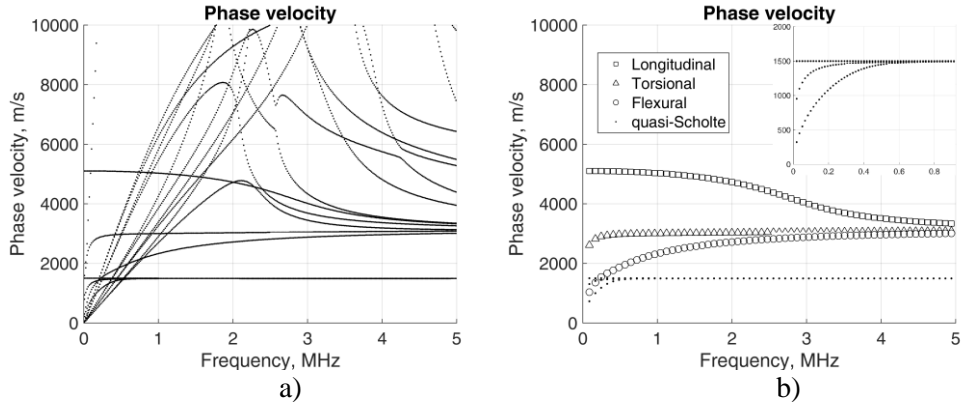 Phase velocity
10000
8000
6000
4000
2000
0
Phase velocity, m/s
0 1 2 3 4 5
Frequency, MHz
a)
Phase velocity
10000
8000
6000
4000
2000
0
Phase velocity, m/s
Longitudinal
Torsional
Flexural
quasi-Scholte
2000
1500
1000
500
0
0 0.2 0.4 0.6 0.8
0 1 2 3 4 5
Frequency, MHz
b)